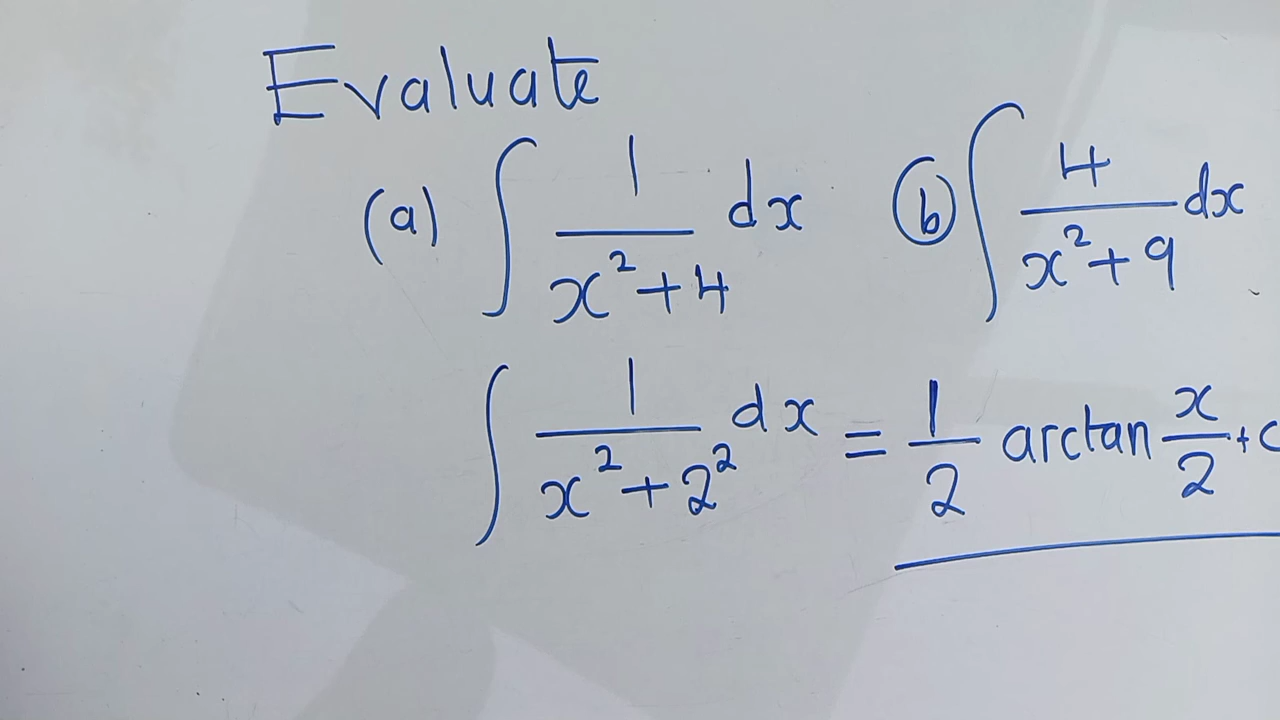 Evaluate
(a) ∫ 1/(x² + 4) dx (b) ∫ 4/(x² + 9) dx
∫ 1/(x² + 2²) dx = 1/2 arctan x/2 + c